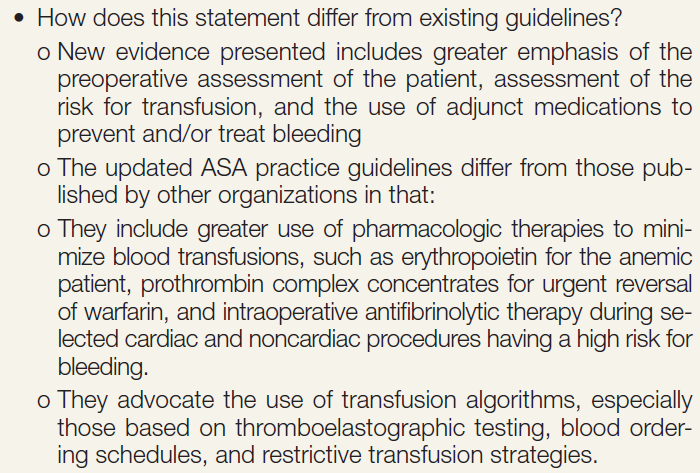 • How does this statement differ from existing guidelines?
o New evidence presented includes greater emphasis of the
preoperative assessment of the patient, assessment of the
risk for transfusion, and the use of adjunct medications to
prevent and/or treat bleeding
o The updated ASA practice guidelines differ from those pub-
lished by other organizations in that:
o They include greater use of pharmacologic therapies to mini-
mize blood transfusions, such as erythropoietin for the anemic
patient, prothrombin complex concentrates for urgent reversal
of warfarin, and intraoperative antifibrinolytic therapy during se-
lected cardiac and noncardiac procedures having a high risk for
bleeding.
o They advocate the use of transfusion algorithms, especially
those based on thromboelastographic testing, blood order-
ing schedules, and restrictive transfusion strategies.